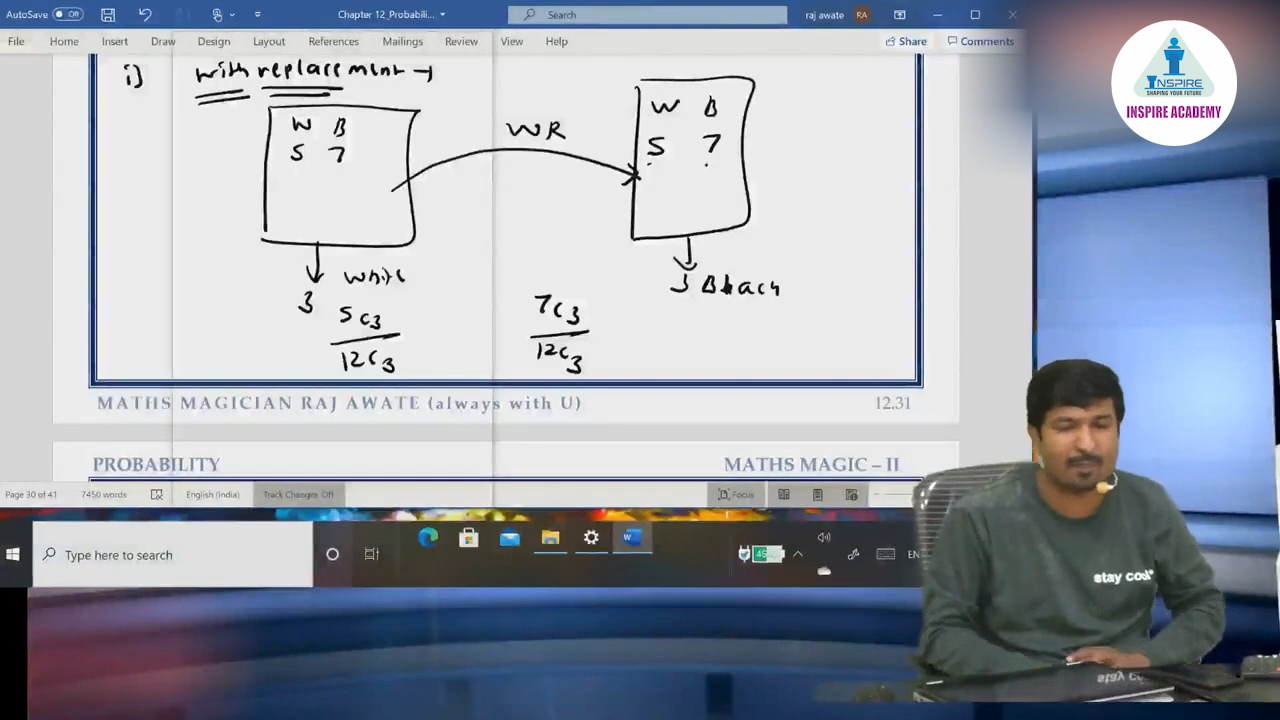 AutoSave Off
Chapter 12_Probabili...
Search
raj awate
RA
File Home Insert Draw Design Layout References Mailings Review View Help
Share
Comments
INSPIRE
SHAPING YOUR FUTURE
INSPIRE ACADEMY
i) with replacement →
W B
5 7
WR
W B
5 7
3 White
5C3
12C3
7C3
12C3
3 Black
MATHS MAGICIAN RAJ AWATE (always with U) 12.31
PROBABILITY MATHS MAGIC – II
Page 30 of 41 7450 words English (India) Track Changes: Off Focus
Type here to search
EN
stay cool